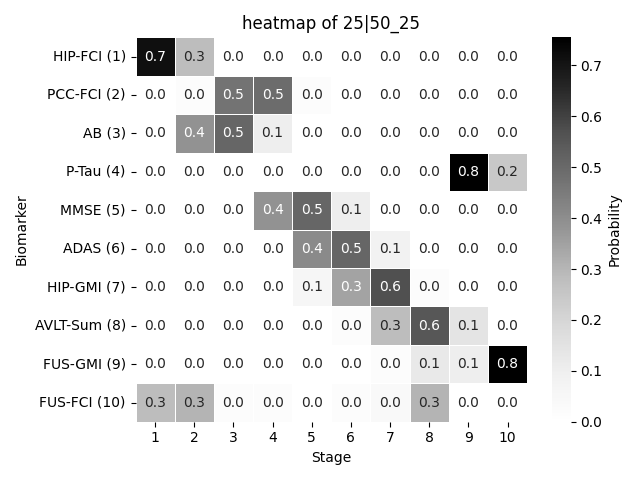 heatmap of 25|50_25
HIP-FCI (1) 0.7 0.3 0.0 0.0 0.0 0.0 0.0 0.0 0.0 0.0
PCC-FCI (2) 0.0 0.0 0.5 0.5 0.0 0.0 0.0 0.0 0.0 0.0
AB (3) 0.0 0.4 0.5 0.1 0.0 0.0 0.0 0.0 0.0 0.0
P-Tau (4) 0.0 0.0 0.0 0.0 0.0 0.0 0.0 0.0 0.8 0.2
MMSE (5) 0.0 0.0 0.0 0.4 0.5 0.1 0.0 0.0 0.0 0.0
ADAS (6) 0.0 0.0 0.0 0.0 0.4 0.5 0.1 0.0 0.0 0.0
HIP-GMI (7) 0.0 0.0 0.0 0.0 0.1 0.3 0.6 0.0 0.0 0.0
AVLT-Sum (8) 0.0 0.0 0.0 0.0 0.0 0.0 0.3 0.6 0.1 0.0
FUS-GMI (9) 0.0 0.0 0.0 0.0 0.0 0.0 0.0 0.1 0.1 0.8
FUS-FCI (10) 0.3 0.3 0.0 0.0 0.0 0.0 0.0 0.3 0.0 0.0
1 2 3 4 5 6 7 8 9 10
Stage
Biomarker
0.7
0.6
0.5
0.4
0.3
0.2
0.1
0.0
Probability